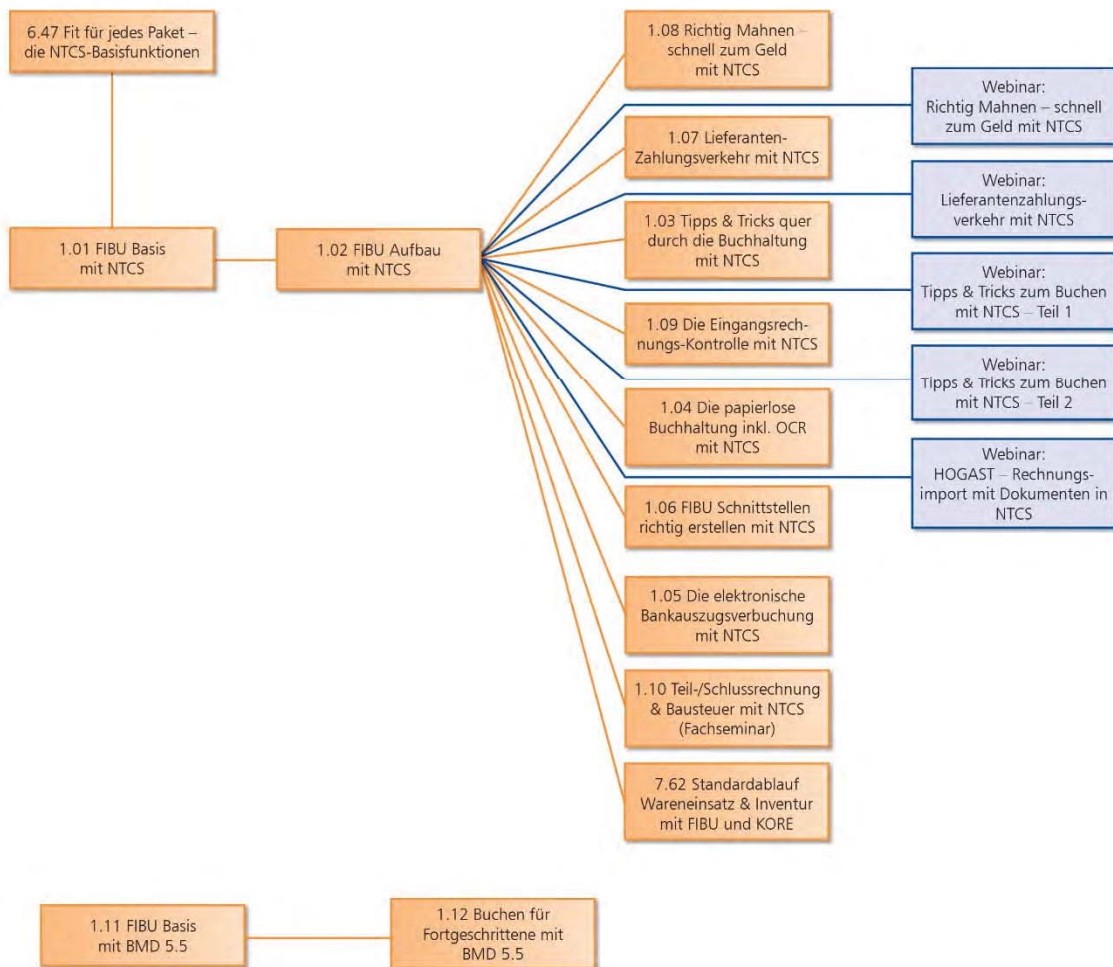 6.47 Fit für jedes Paket –
die NTCS-Basisfunktionen
1.01 FIBU Basis
mit NTCS
1.02 FIBU Aufbau
mit NTCS
1.08 Richtig Mahnen –
schnell zum Geld
mit NTCS
1.07 Lieferanten-
Zahlungsverkehr mit NTCS
1.03 Tipps & Tricks quer
durch die Buchhaltung
mit NTCS
1.09 Die Eingangsrech-
nungs-Kontrolle mit NTCS
1.04 Die papierlose
Buchhaltung inkl. OCR
mit NTCS
1.06 FIBU Schnittstellen
richtig erstellen mit NTCS
1.05 Die elektronische
Bankauszugsverbuchung
mit NTCS
1.10 Teil-/Schlussrechnung
& Bausteuer mit NTCS
(Fachseminar)
7.62 Standardablauf
Wareneinsatz & Inventur
mit FIBU und KORE
Webinar:
Richtig Mahnen – schnell
zum Geld mit NTCS
Webinar:
Lieferantenzahlungs-
verkehr mit NTCS
Webinar:
Tipps & Tricks zum Buchen
mit NTCS – Teil 1
Webinar:
Tipps & Tricks zum Buchen
mit NTCS – Teil 2
Webinar:
HOGAST – Rechnungs-
import mit Dokumenten in
NTCS
1.11 FIBU Basis
mit BMD 5.5
1.12 Buchen für
Fortgeschrittene mit
BMD 5.5